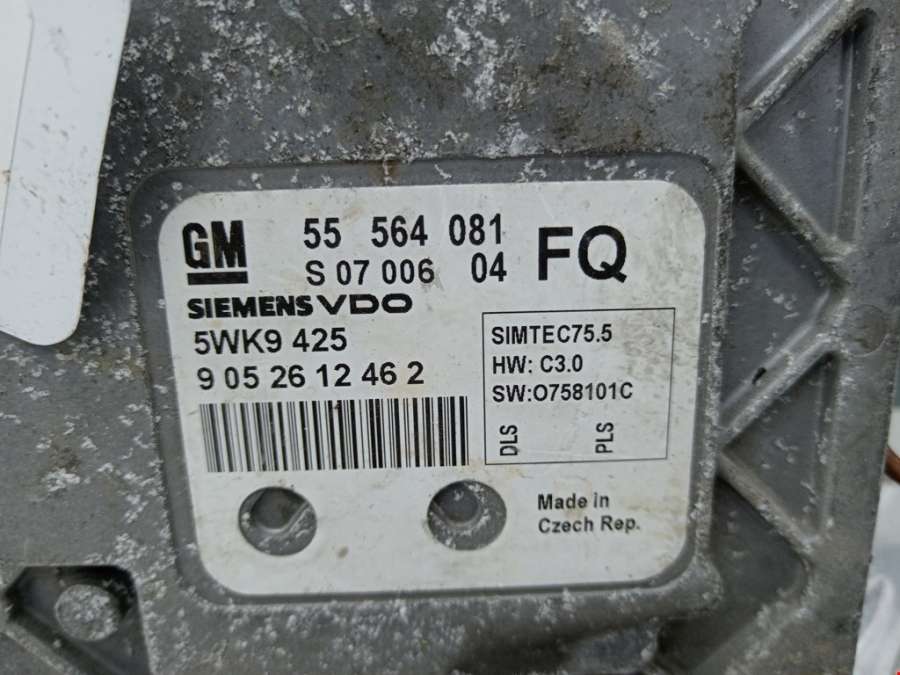 GM 55 564 081 FQ
S 07 006 04
SIEMENS VDO
5WK9 425
9 05 26 12 46 2
SIMTEC75.5
HW: C3.0
SW:O758101C
DLS PLS
Made in
Czech Rep.